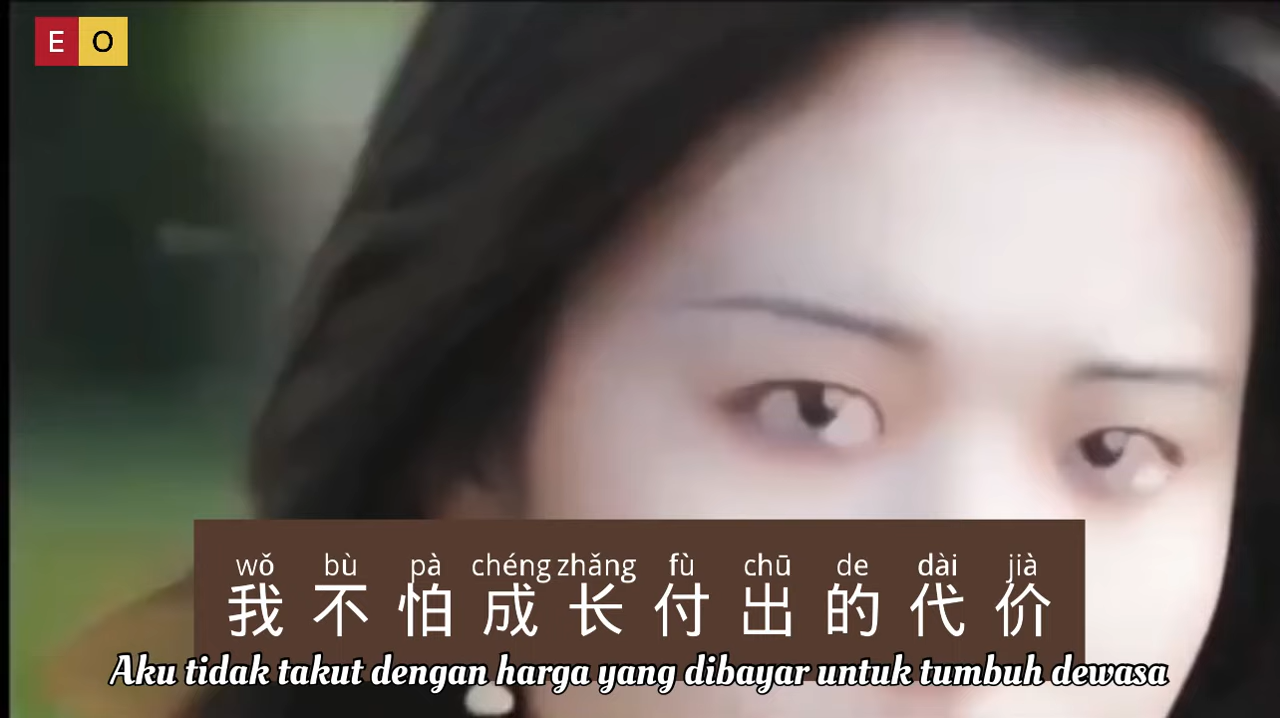 E O
wǒ bù pà chéng zhǎng fù chū de dài jià
我不怕成长付出的代价
Aku tidak takut dengan harga yang dibayar untuk tumbuh dewasa